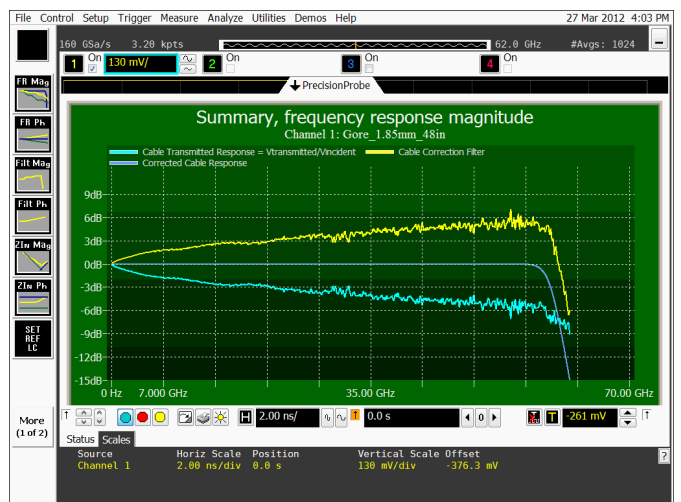 File Control Setup Trigger Measure Analyze Utilities Demos Help 27 Mar 2012 4:03 PM
160 GSa/s 3.20 kpts 62.0 GHz #Avgs: 1024
1 On 130 mV/ 2 On 3 On 4 On
PrecisionProbe
FR Mag
FR Ph
Filt Mag
Filt Ph
ZIN Mag
ZIN Ph
SET
REF
LC
More
(1 of 2)
Summary, frequency response magnitude
Channel 1: Gore_1.85mm_48in
Cable Transmitted Response = Vtransmitted/Vincident Cable Correction Filter
Corrected Cable Response
9dB
6dB
3dB
0dB
-3dB
-6dB
-9dB
-12dB
-15dB
0 Hz 7.000 GHz 35.00 GHz 70.00 GHz
H 2.00 ns/ 0.0 s 0 T -261 mV
Status Scales
Source Horiz Scale Position Vertical Scale Offset
Channel 1 2.00 ns/div 0.0 s 130 mV/div -376.3 mV
?